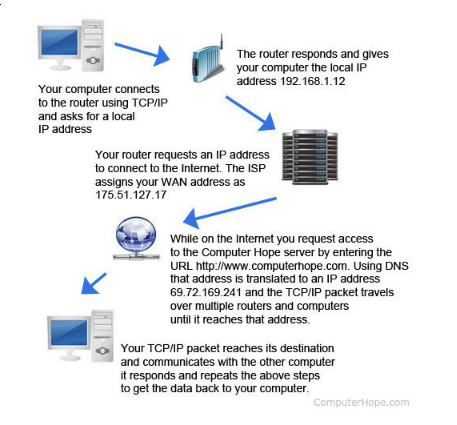 The router responds and gives
your computer the local IP
address 192.168.1.12
Your computer connects
to the router using TCP/IP
and asks for a local
IP address
Your router requests an IP address
to connect to the Internet. The ISP
assigns your WAN address as
175.51.127.17
While on the Internet you request access
to the Computer Hope server by entering the
URL http://www.computerhope.com. Using DNS
that address is translated to an IP address
69.72.169.241 and the TCP/IP packet travels
over multiple routers and computers
until it reaches that address.
Your TCP/IP packet reaches its destination
and communicates with the other computer
it responds and repeats the above steps
to get the data back to your computer.
ComputerHope.com